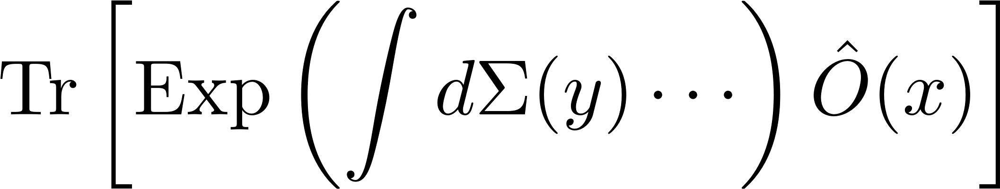 Tr [Exp (∫ dΣ(y) ⋯) Ô(x)]